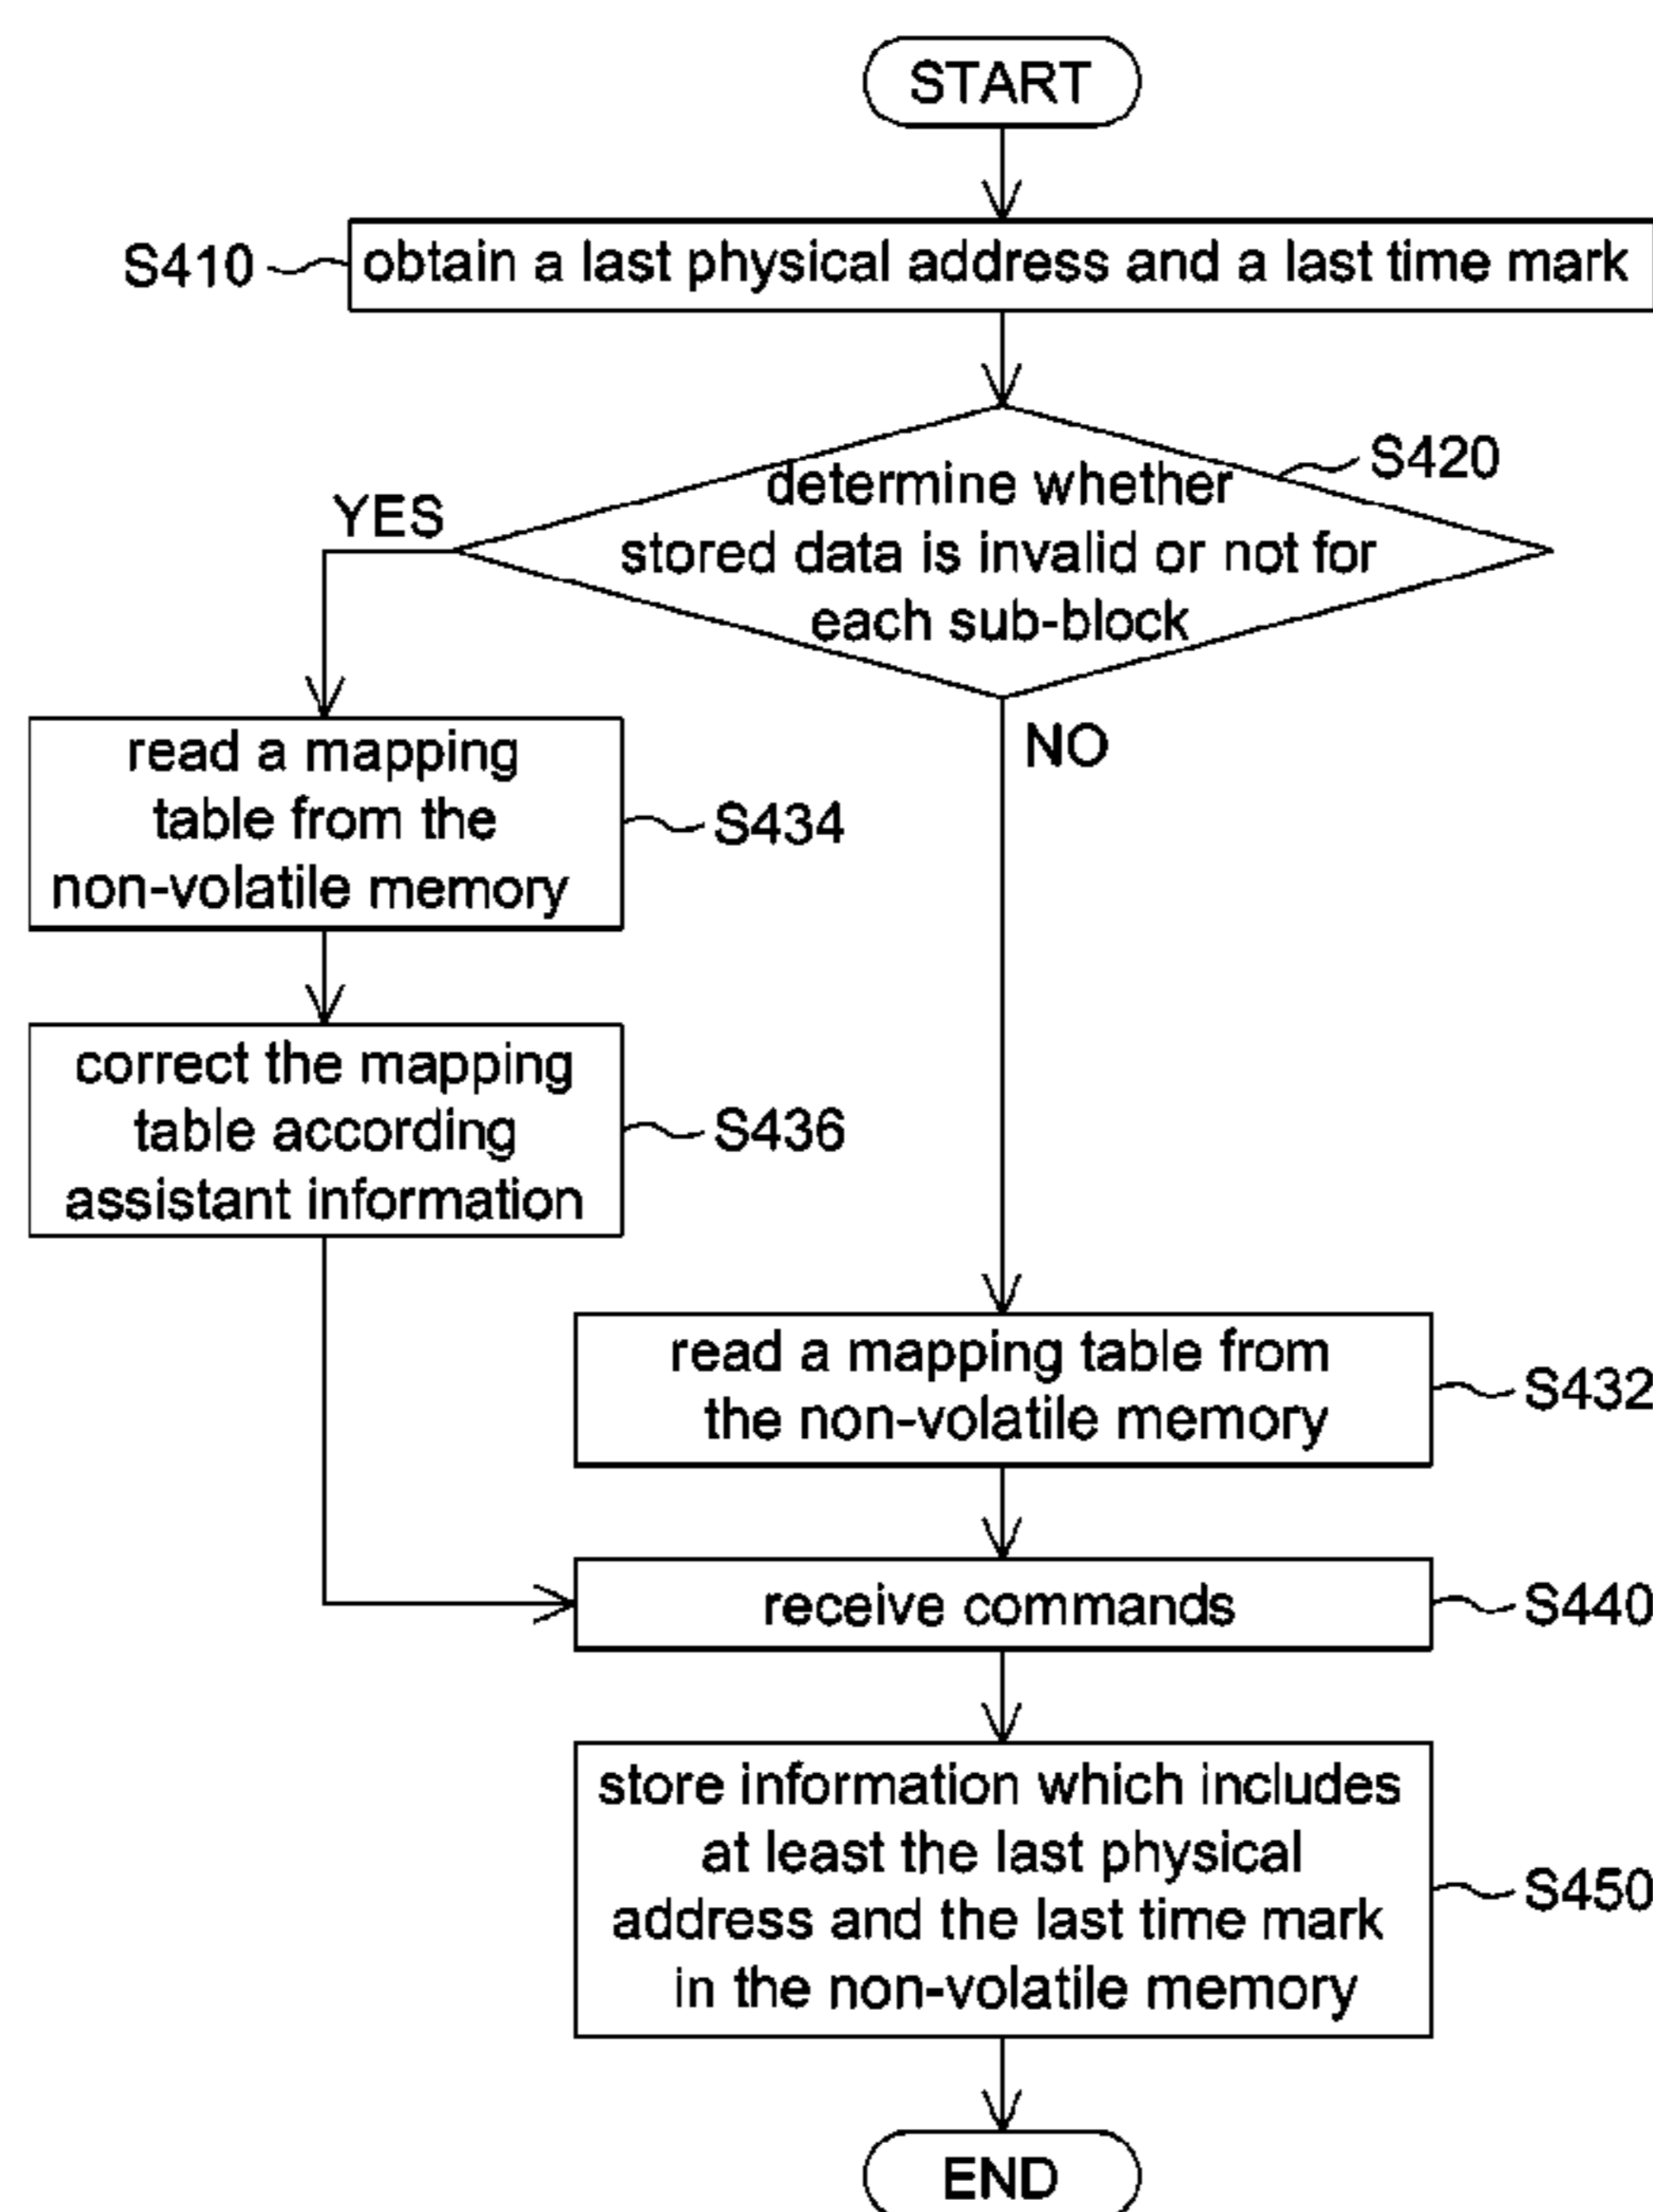 START
S410
obtain a last physical address and a last time mark
S420
determine whether
stored data is invalid or not for
each sub-block
YES
NO
read a mapping
table from the
non-volatile memory
S434
correct the mapping
table according
assistant information
S436
read a mapping table from
the non-volatile memory
S432
receive commands
S440
store information which includes
at least the last physical
address and the last time mark
in the non-volatile memory
S450
END